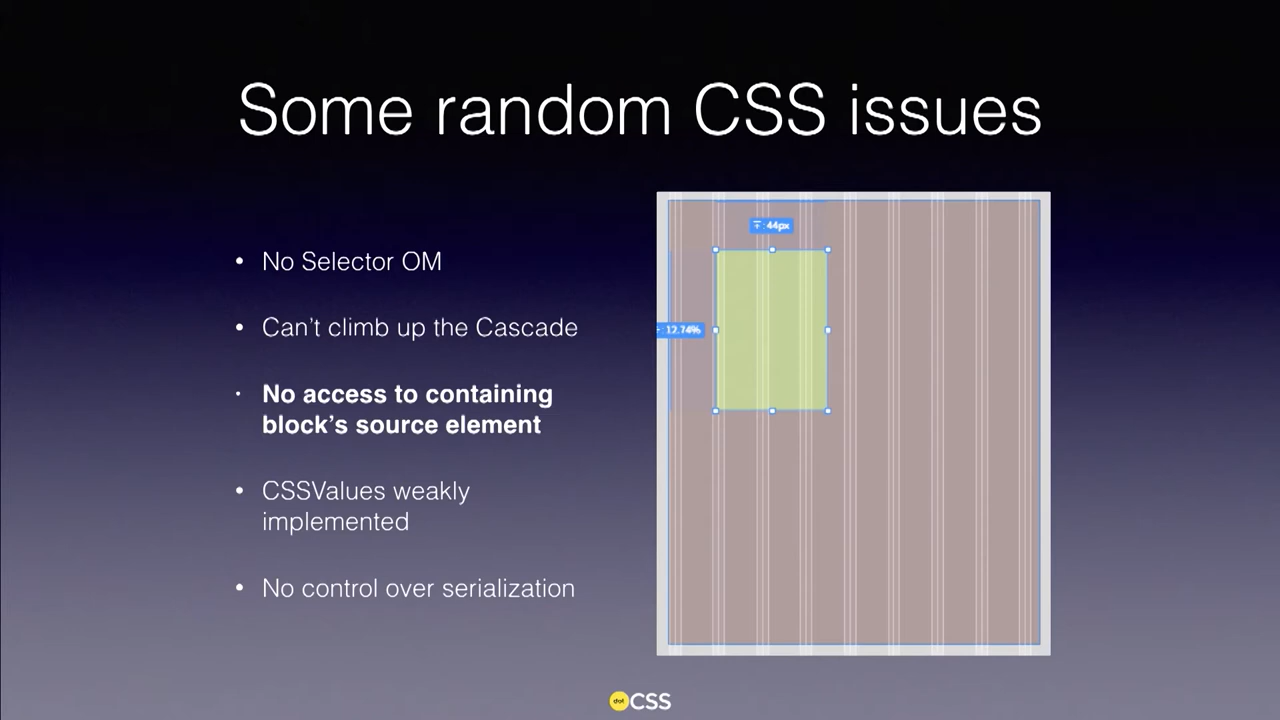 Some random CSS issues
• No Selector OM
• Can't climb up the Cascade
• No access to containing
block's source element
• CSSValues weakly
implemented
• No control over serialization
: 44px
: 12.74%
dot CSS